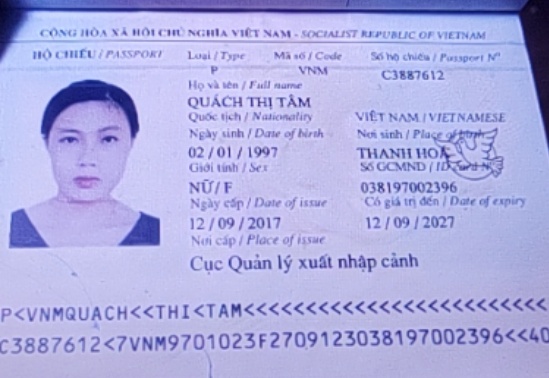 CỘNG HÒA XÃ HỘI CHỦ NGHĨA VIỆT NAM - SOCIALIST REPUBLIC OF VIETNAM
HỘ CHIẾU / PASSPORT Loại / Type Mã số / Code Số hộ chiếu / Passport Nº
P VNM C3887612
Họ và tên / Full name
QUÁCH THỊ TÂM
Quốc tịch / Nationality
VIỆT NAM / VIETNAMESE
Ngày sinh / Date of birth Nơi sinh / Place of birth
02 / 01 / 1997 THANH HOÁ
Giới tính / Sex Số GCMND / ID
NỮ / F 038197002396
Ngày cấp / Date of issue Có giá trị đến / Date of expiry
12 / 09 / 2017 12 / 09 / 2027
Nơi cấp / Place of issue
Cục Quản lý xuất nhập cảnh
P<VNMQUACH<<THI<TAM<<<<<<<<<<<<<<<<<<<<<<<<<
C3887612<7VNM9701023F2709123038197002396<<40